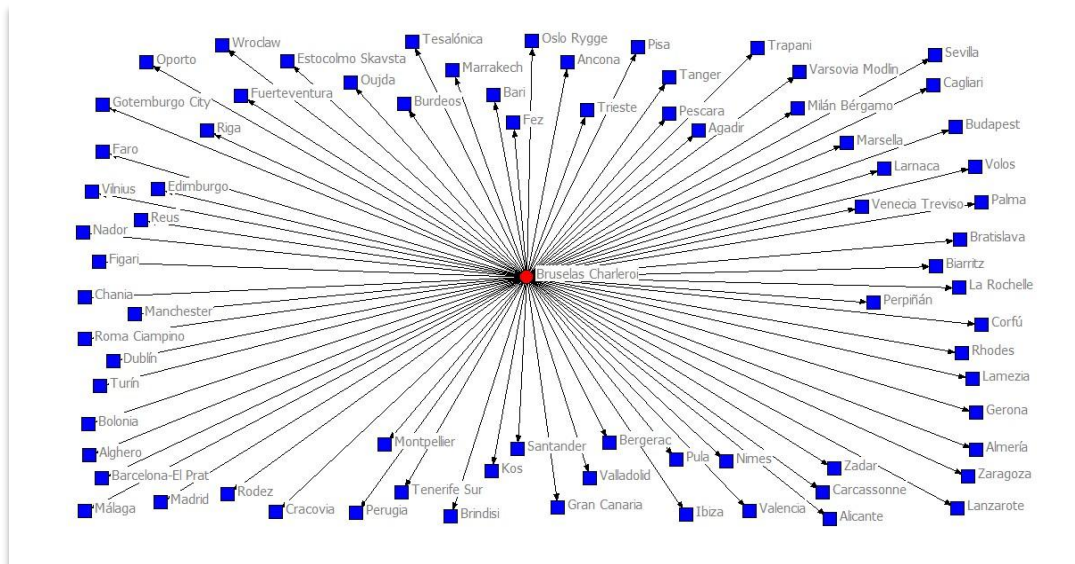 Wroclaw
Tesalónica
Oslo Rygge
Pisa
Trapani
Sevilla
Oporto
Estocolmo Skavsta
Ancona
Marrakech
Tanger
Varsovia Modlin
Cagliari
Oujda
Fuerteventura
Bari
Burdeos
Gotemburgo City
Trieste
Pescara
Milán Bérgamo
Fez
Riga
Agadir
Budapest
Marsella
Faro
Larnaca
Volos
Vilnius
Edimburgo
Palma
Venecia Treviso
Reus
Nador
Bratislava
Figari
Biarritz
Bruselas Charleroi
La Rochelle
Chania
Perpiñán
Manchester
Corfú
Roma Ciampino
Rhodes
Dublín
Lamezia
Turín
Gerona
Bolonia
Montpellier
Santander
Bergerac
Almería
Alghero
Pula
Nimes
Zadar
Kos
Barcelona-El Prat
Valladolid
Zaragoza
Rodez
Tenerife Sur
Carcassonne
Madrid
Málaga
Cracovia
Perugia
Brindisi
Gran Canaria
Ibiza
Valencia
Alicante
Lanzarote